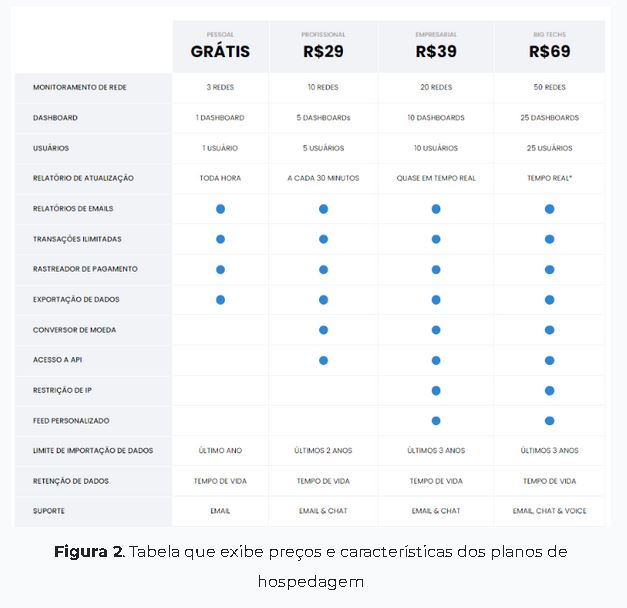 PESSOAL PROFISSIONAL EMPRESARIAL BIG TECHS
GRÁTIS R$29 R$39 R$69
MONITORAMENTO DE REDE 3 REDES 10 REDES 20 REDES 50 REDES
DASHBOARD 1 DASHBOARD 5 DASHBOARDs 10 DASHBOARDS 25 DASHBOARDS
USUÁRIOS 1 USUÁRIO 5 USUÁRIOS 10 USUÁRIOS 25 USUÁRIOS
RELATÓRIO DE ATUALIZAÇÃO TODA HORA A CADA 30 MINUTOS QUASE EM TEMPO REAL TEMPO REAL*
RELATÓRIOS DE EMAILS
TRANSAÇÕES ILIMITADAS
RASTREADOR DE PAGAMENTO
EXPORTAÇÃO DE DADOS
CONVERSOR DE MOEDA
ACESSO A API
RESTRIÇÃO DE IP
FEED PERSONALIZADO
LIMITE DE IMPORTAÇÃO DE DADOS ÚLTIMO ANO ÚLTIMOS 2 ANOS ÚLTIMOS 3 ANOS ÚLTIMOS 3 ANOS
RETENÇÃO DE DADOS TEMPO DE VIDA TEMPO DE VIDA TEMPO DE VIDA TEMPO DE VIDA
SUPORTE EMAIL EMAIL & CHAT EMAIL & CHAT EMAIL, CHAT & VOICE
Figura 2. Tabela que exibe preços e características dos planos de
hospedagem